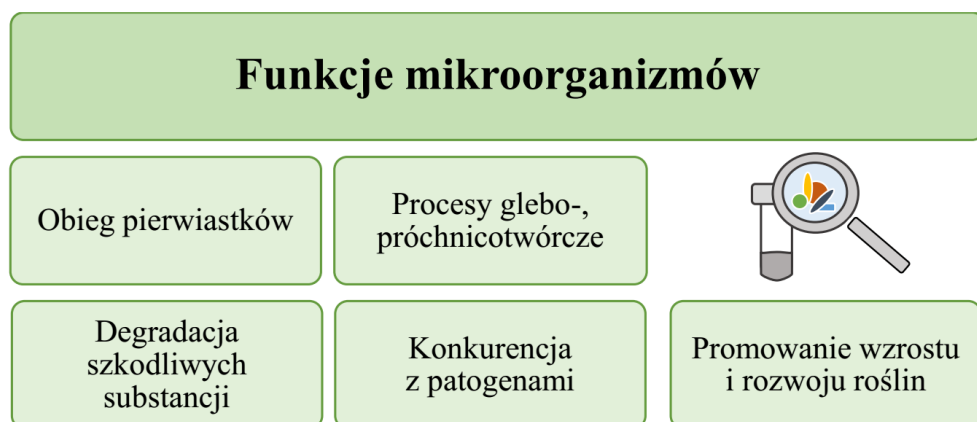 Funkcje mikroorganizmów
Obieg pierwiastków
Procesy glebo-,
próchnicotwórcze
Degradacja
szkodliwych
substancji
Konkurencja
z patogenami
Promowanie wzrostu
i rozwoju roślin